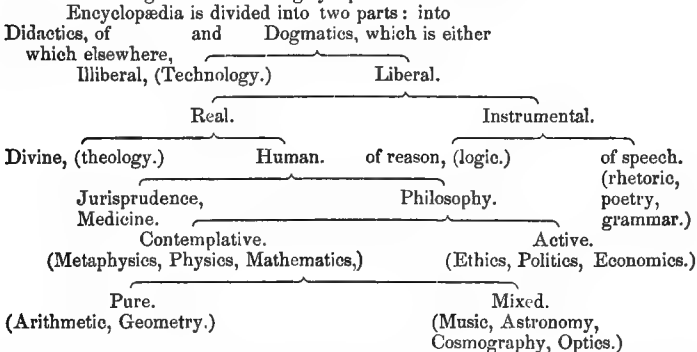 Encyclopædia is divided into two parts: into
Didactics, of and Dogmatics, which is either
which elsewhere,
Illiberal, (Technology.) Liberal.
Real. Instrumental.
Divine, (theology.) Human. of reason, (logic.) of speech.
(rhetoric,
Jurisprudence, Philosophy. poetry,
Medicine. grammar.)
Contemplative. Active.
(Metaphysics, Physics, Mathematics,) (Ethics, Politics, Economics.)
Pure. Mixed.
(Arithmetic, Geometry.) (Music, Astronomy,
Cosmography, Optics.)